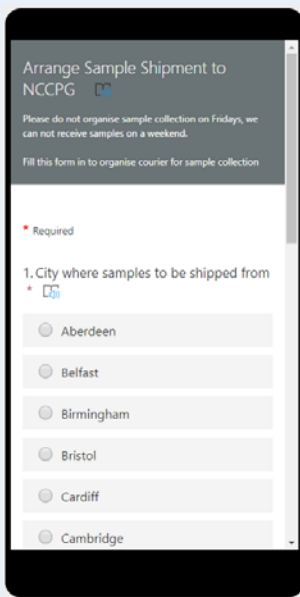 Arrange Sample Shipment to
NCCPG
Please do not organise sample collection on Fridays, we
can not receive samples on a weekend.
Fill this form in to organise courier for sample collection
* Required
1. City where samples to be shipped from
*
Aberdeen
Belfast
Birmingham
Bristol
Cardiff
Cambridge